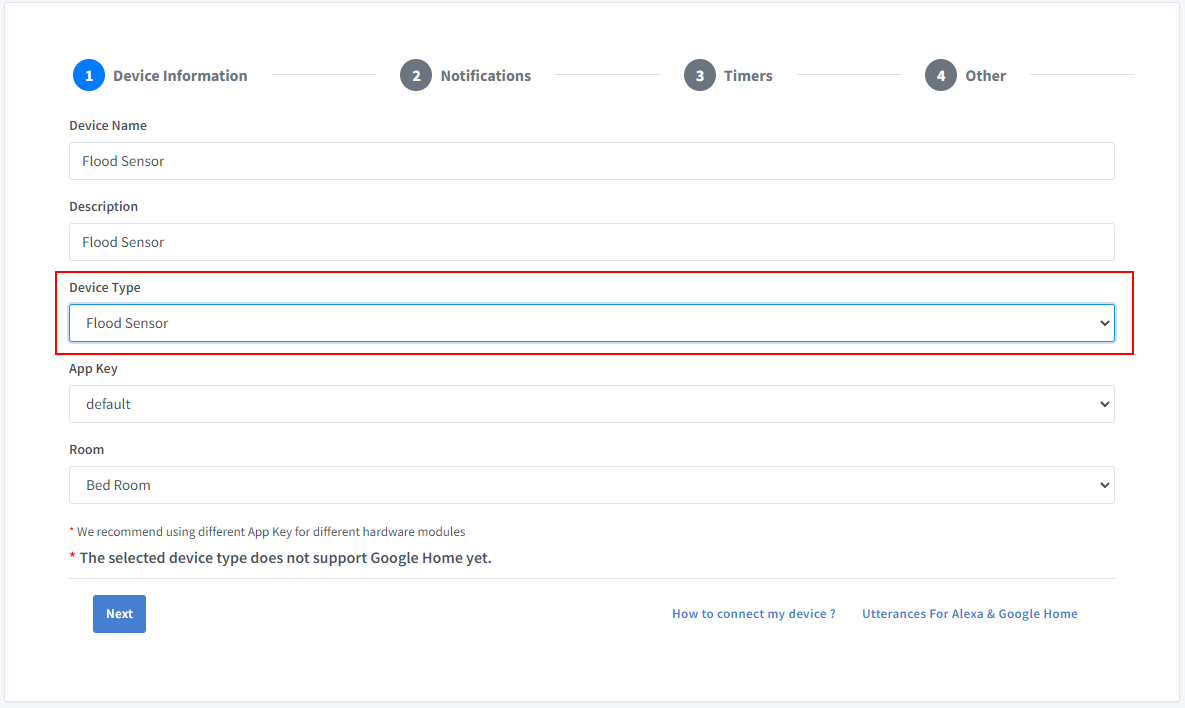 1 Device Information 2 Notifications 3 Timers 4 Other
Device Name
Flood Sensor
Description
Flood Sensor
Device Type
Flood Sensor
App Key
default
Room
Bed Room
* We recommend using different App Key for different hardware modules
* The selected device type does not support Google Home yet.
Next How to connect my device ? Utterances For Alexa & Google Home